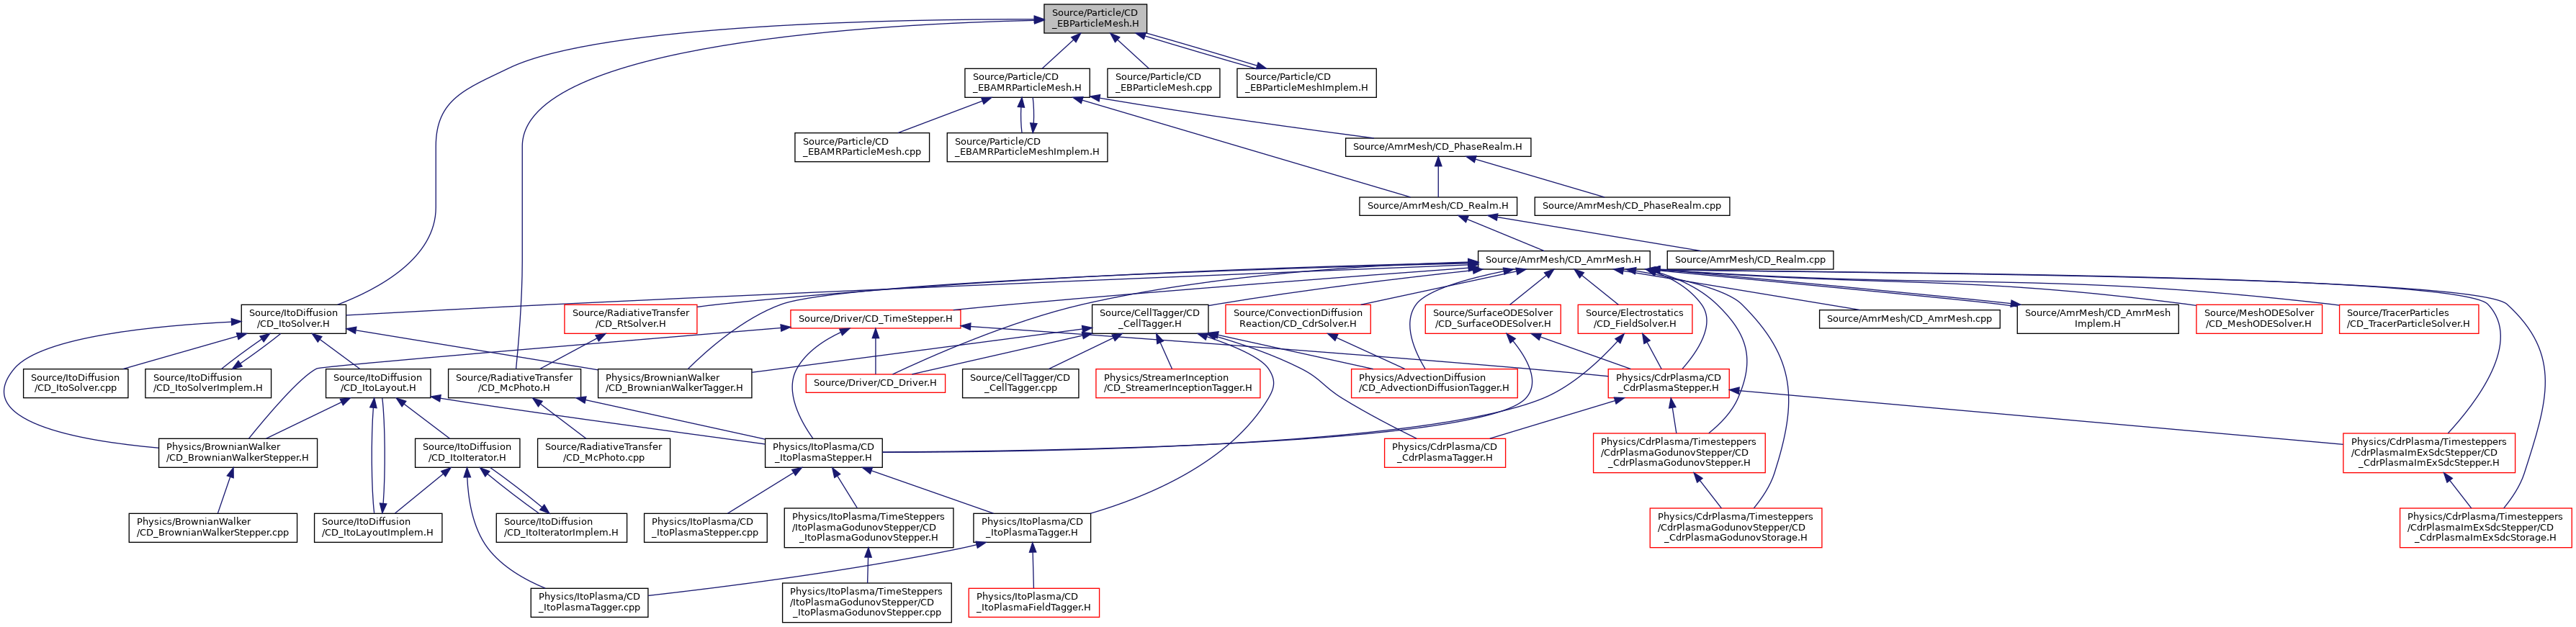 Source/Particle/CD
_EBParticleMesh.H
Source/Particle/CD
_EBAMRParticleMesh.H
Source/Particle/CD
_EBParticleMesh.cpp
Source/Particle/CD
_EBParticleMeshImplem.H
Source/Particle/CD
_EBAMRParticleMesh.cpp
Source/Particle/CD
_EBAMRParticleMeshImplem.H
Source/AmrMesh/CD_PhaseRealm.H
Source/AmrMesh/CD_Realm.H
Source/AmrMesh/CD_PhaseRealm.cpp
Source/AmrMesh/CD_AmrMesh.H
Source/AmrMesh/CD_Realm.cpp
Source/ItoDiffusion
/CD_ItoSolver.H
Source/RadiativeTransfer
/CD_RtSolver.H
Source/Driver/CD_TimeStepper.H
Source/CellTagger/CD
_CellTagger.H
Source/ConvectionDiffusion
Reaction/CD_CdrSolver.H
Source/SurfaceODESolver
/CD_SurfaceODESolver.H
Source/Electrostatics
/CD_FieldSolver.H
Source/AmrMesh/CD_AmrMesh.cpp
Source/AmrMesh/CD_AmrMesh
Implem.H
Source/MeshODESolver
/CD_MeshODESolver.H
Source/TracerParticles
/CD_TracerParticleSolver.H
Source/ItoDiffusion
/CD_ItoSolver.cpp
Source/ItoDiffusion
/CD_ItoSolverImplem.H
Source/ItoDiffusion
/CD_ItoLayout.H
Source/RadiativeTransfer
/CD_McPhoto.H
Physics/BrownianWalker
/CD_BrownianWalkerTagger.H
Source/Driver/CD_Driver.H
Source/CellTagger/CD
_CellTagger.cpp
Physics/StreamerInception
/CD_StreamerInceptionTagger.H
Physics/AdvectionDiffusion
/CD_AdvectionDiffusionTagger.H
Physics/CdrPlasma/CD
_CdrPlasmaStepper.H
Physics/BrownianWalker
/CD_BrownianWalkerStepper.H
Source/ItoDiffusion
/CD_ItoIterator.H
Source/RadiativeTransfer
/CD_McPhoto.cpp
Physics/ItoPlasma/CD
_ItoPlasmaStepper.H
Physics/CdrPlasma/CD
_CdrPlasmaTagger.H
Physics/CdrPlasma/Timesteppers
/CdrPlasmaGodunovStepper/CD
_CdrPlasmaGodunovStepper.H
Physics/CdrPlasma/Timesteppers
/CdrPlasmaImExSdcStepper/CD
_CdrPlasmaImExSdcStepper.H
Physics/BrownianWalker
/CD_BrownianWalkerStepper.cpp
Source/ItoDiffusion
/CD_ItoLayoutImplem.H
Source/ItoDiffusion
/CD_ItoIteratorImplem.H
Physics/ItoPlasma/CD
_ItoPlasmaStepper.cpp
Physics/ItoPlasma/TimeSteppers
/ItoPlasmaGodunovStepper/CD
_ItoPlasmaGodunovStepper.H
Physics/ItoPlasma/CD
_ItoPlasmaTagger.H
Physics/CdrPlasma/Timesteppers
/CdrPlasmaGodunovStepper/CD
_CdrPlasmaGodunovStorage.H
Physics/CdrPlasma/Timesteppers
/CdrPlasmaImExSdcStepper/CD
_CdrPlasmaImExSdcStorage.H
Physics/ItoPlasma/CD
_ItoPlasmaTagger.cpp
Physics/ItoPlasma/TimeSteppers
/ItoPlasmaGodunovStepper/CD
_ItoPlasmaGodunovStepper.cpp
Physics/ItoPlasma/CD
_ItoPlasmaFieldTagger.H